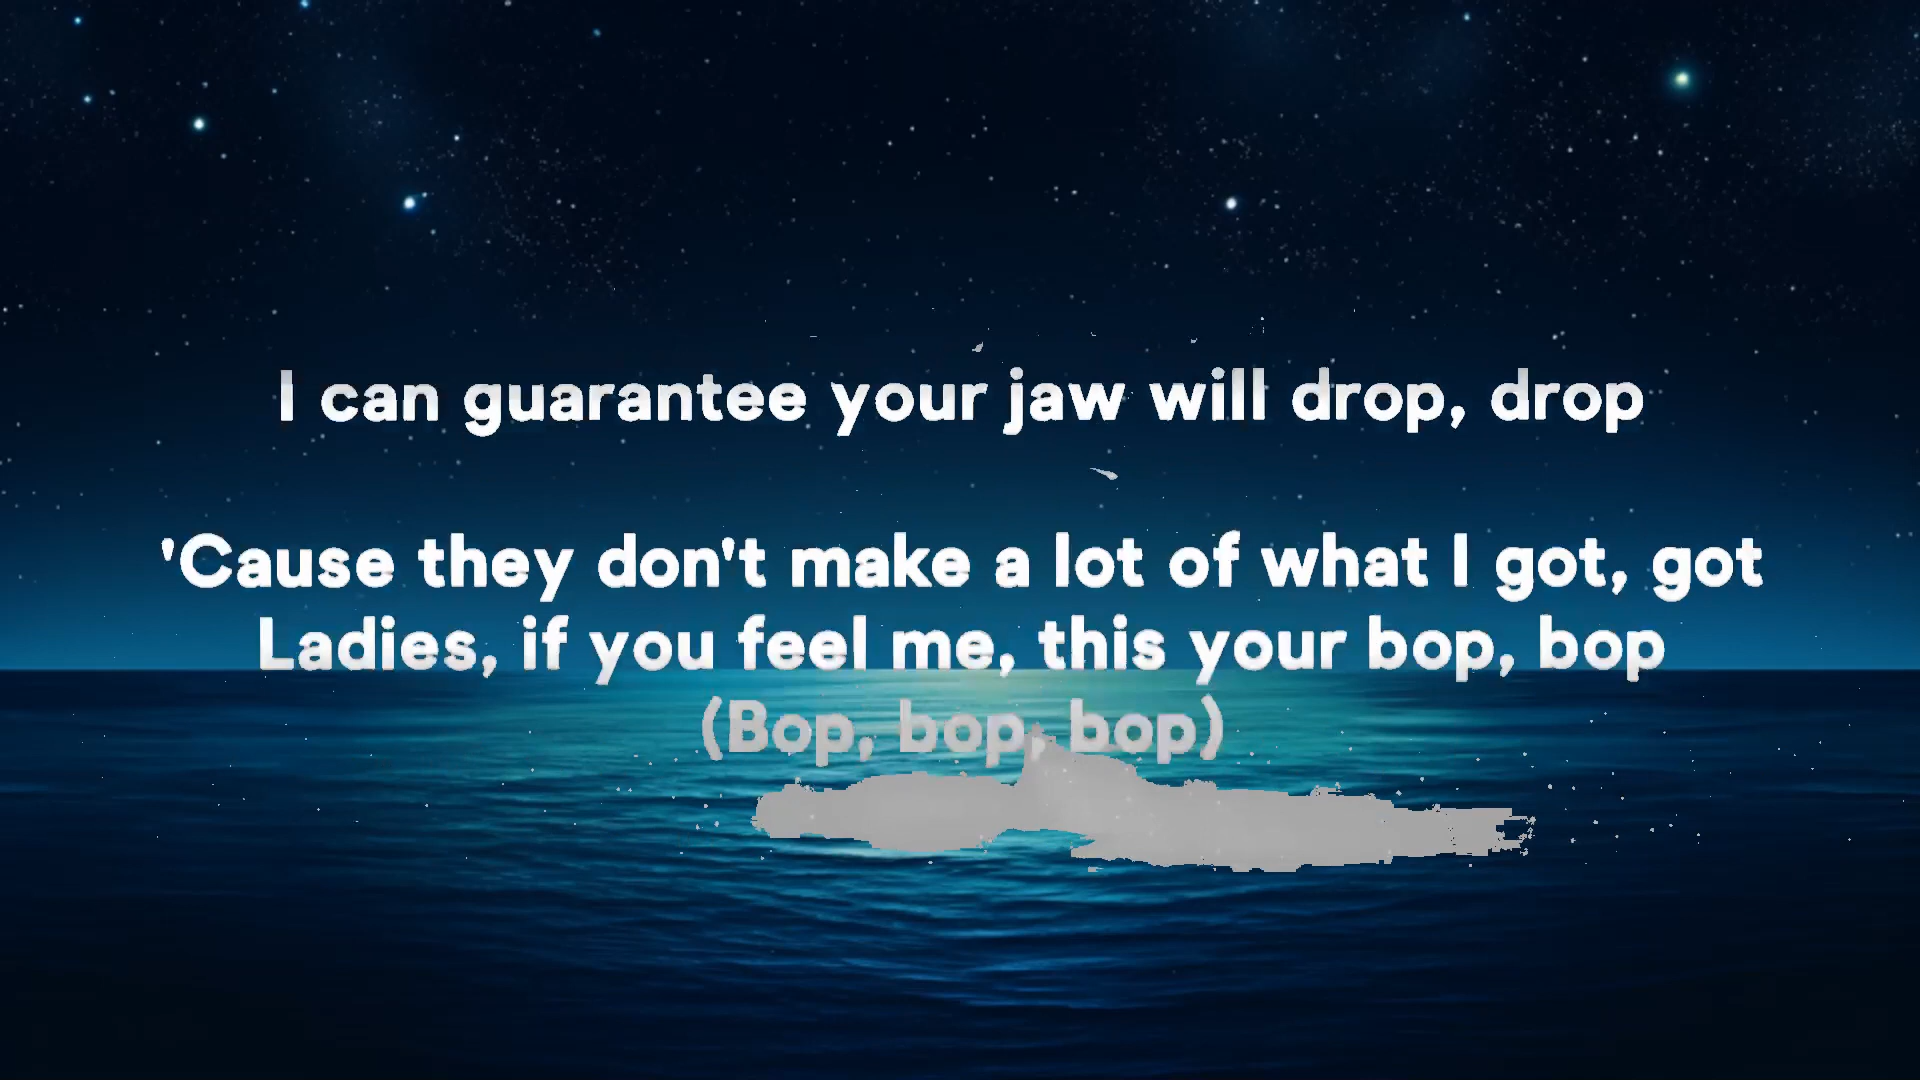 I can guarantee your jaw will drop, drop
'Cause they don't make a lot of what I got, got
Ladies, if you feel me, this your bop, bop
(Bop, bop, bop)